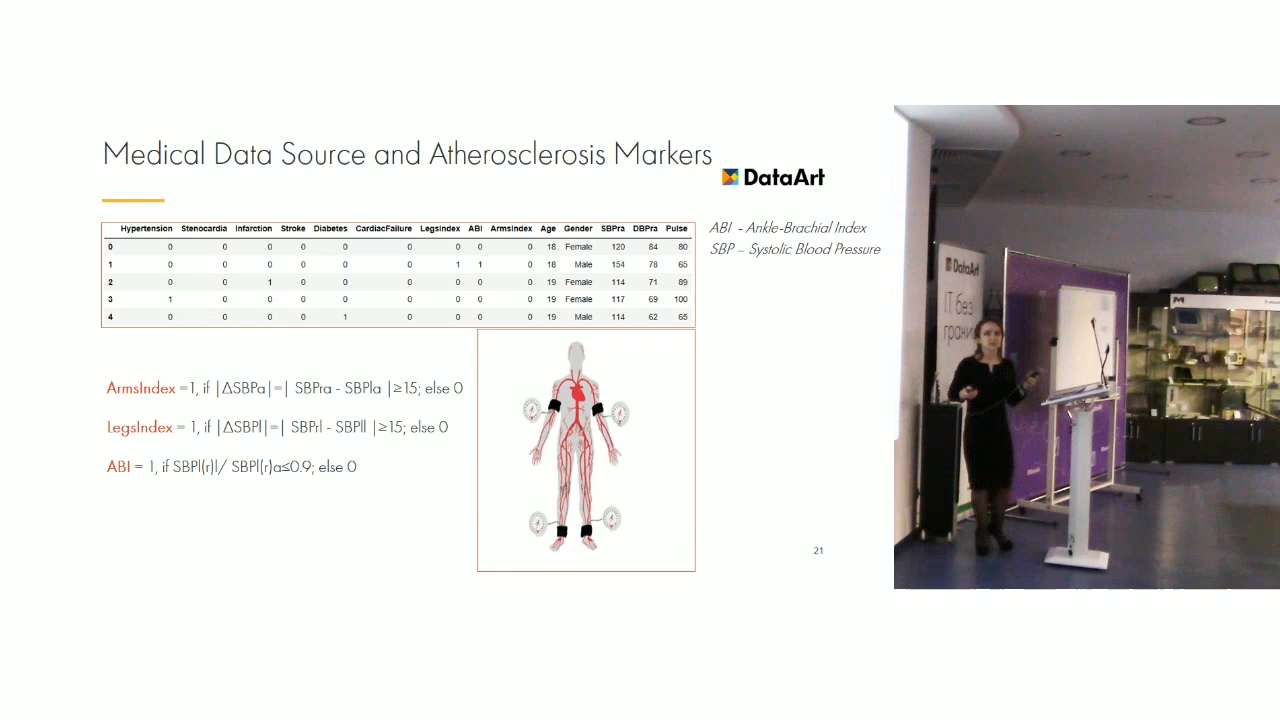 Medical Data Source and Atherosclerosis Markers
DataArt
ABI - Ankle-Brachial Index
SBP – Systolic Blood Pressure
Hypertension Stenocardia Infarction Stroke Diabetes CardiacFailure LegsIndex ABI ArmsIndex Age Gender SBPra DBPra Pulse
0 0 0 0 0 0 0 0 0 0 18 Female 120 84 80
1 0 0 0 0 0 0 1 1 0 18 Male 154 78 65
2 0 0 1 0 0 0 0 0 0 19 Female 114 71 89
3 1 0 0 0 0 0 0 0 0 19 Female 117 69 100
4 0 0 0 0 1 0 0 0 0 19 Male 114 62 65
ArmsIndex =1, if |ΔSBPa|=| SBPra - SBPla |≥15; else 0
LegsIndex = 1, if |ΔSBPl|=| SBPrl - SBPll |≥15; else 0
ABI = 1, if SBPl(r)l/ SBPl(r)a≤0.9; else 0
21
DataArt
IT без
грани